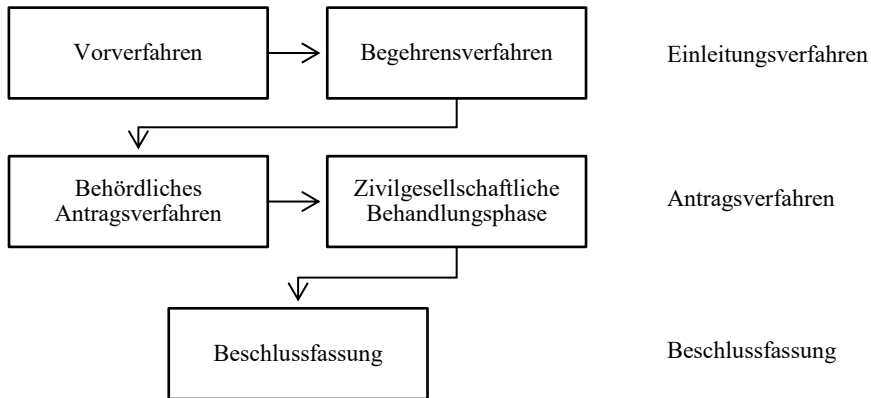 Vorverfahren
Begehrensverfahren
Einleitungsverfahren
Behördliches
Antragsverfahren
Zivilgesellschaftliche
Behandlungsphase
Antragsverfahren
Beschlussfassung
Beschlussfassung